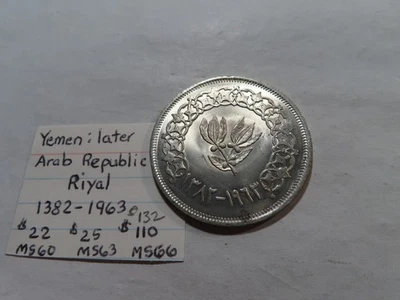 Yemen: later
Arab Republic
Riyal
1382-1963 @132
$22 $25 $110
MS60 MS63 MS66
١٣٨٢-١٩٦٣